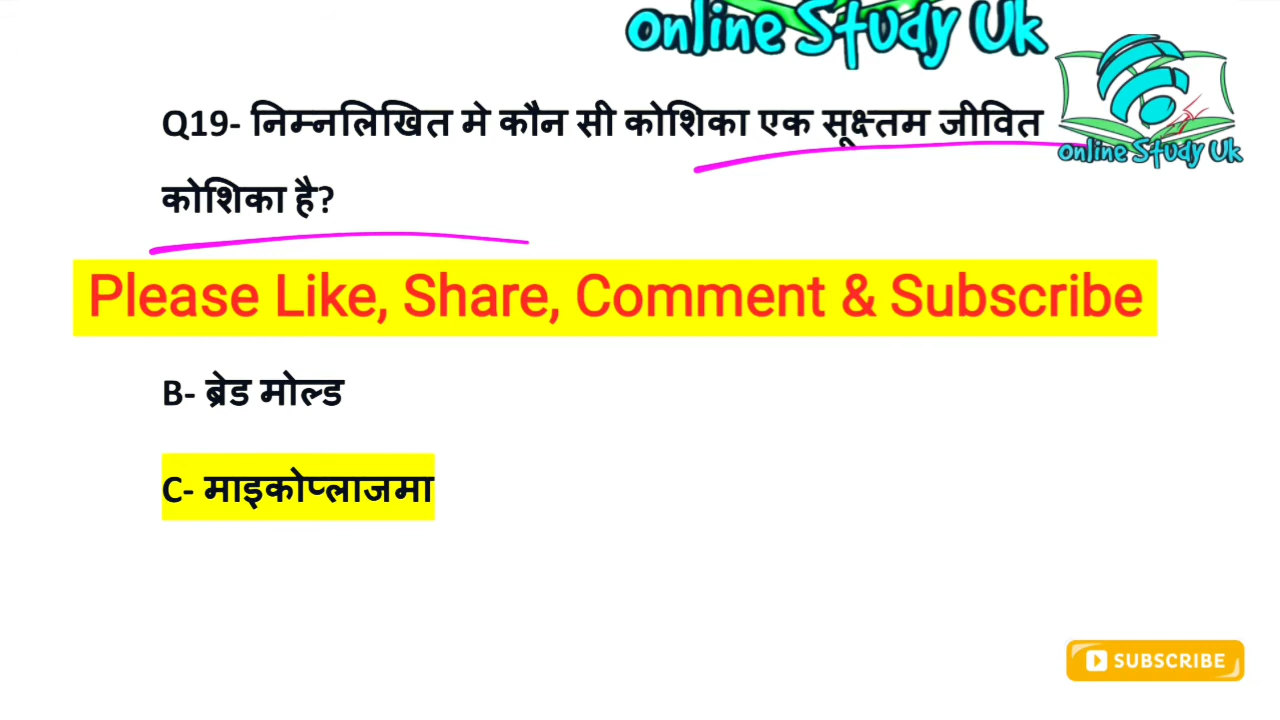 Online Study Uk
Online Study Uk
Q19- निम्नलिखित मे कौन सी कोशिका एक सूक्ष्तम जीवित
कोशिका है?
Please Like, Share, Comment & Subscribe
B- ब्रेड मोल्ड
C- माइकोप्लाजमा
SUBSCRIBE